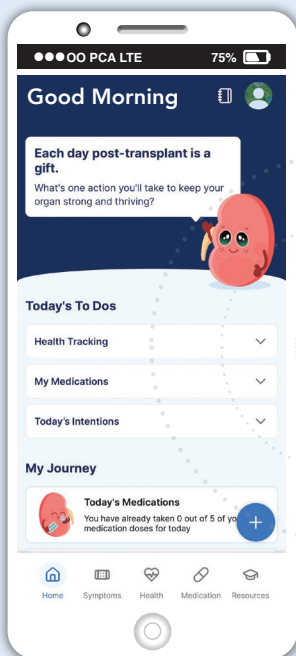 ●●●OO PCA LTE 75%
Good Morning
Each day post-transplant is a
gift.
What's one action you'll take to keep your
organ strong and thriving?
Today's To Dos
Health Tracking
My Medications
Today's Intentions
My Journey
Today's Medications
You have already taken 0 out of 5 of
medication doses for today
Home Symptoms Health Medication Resources